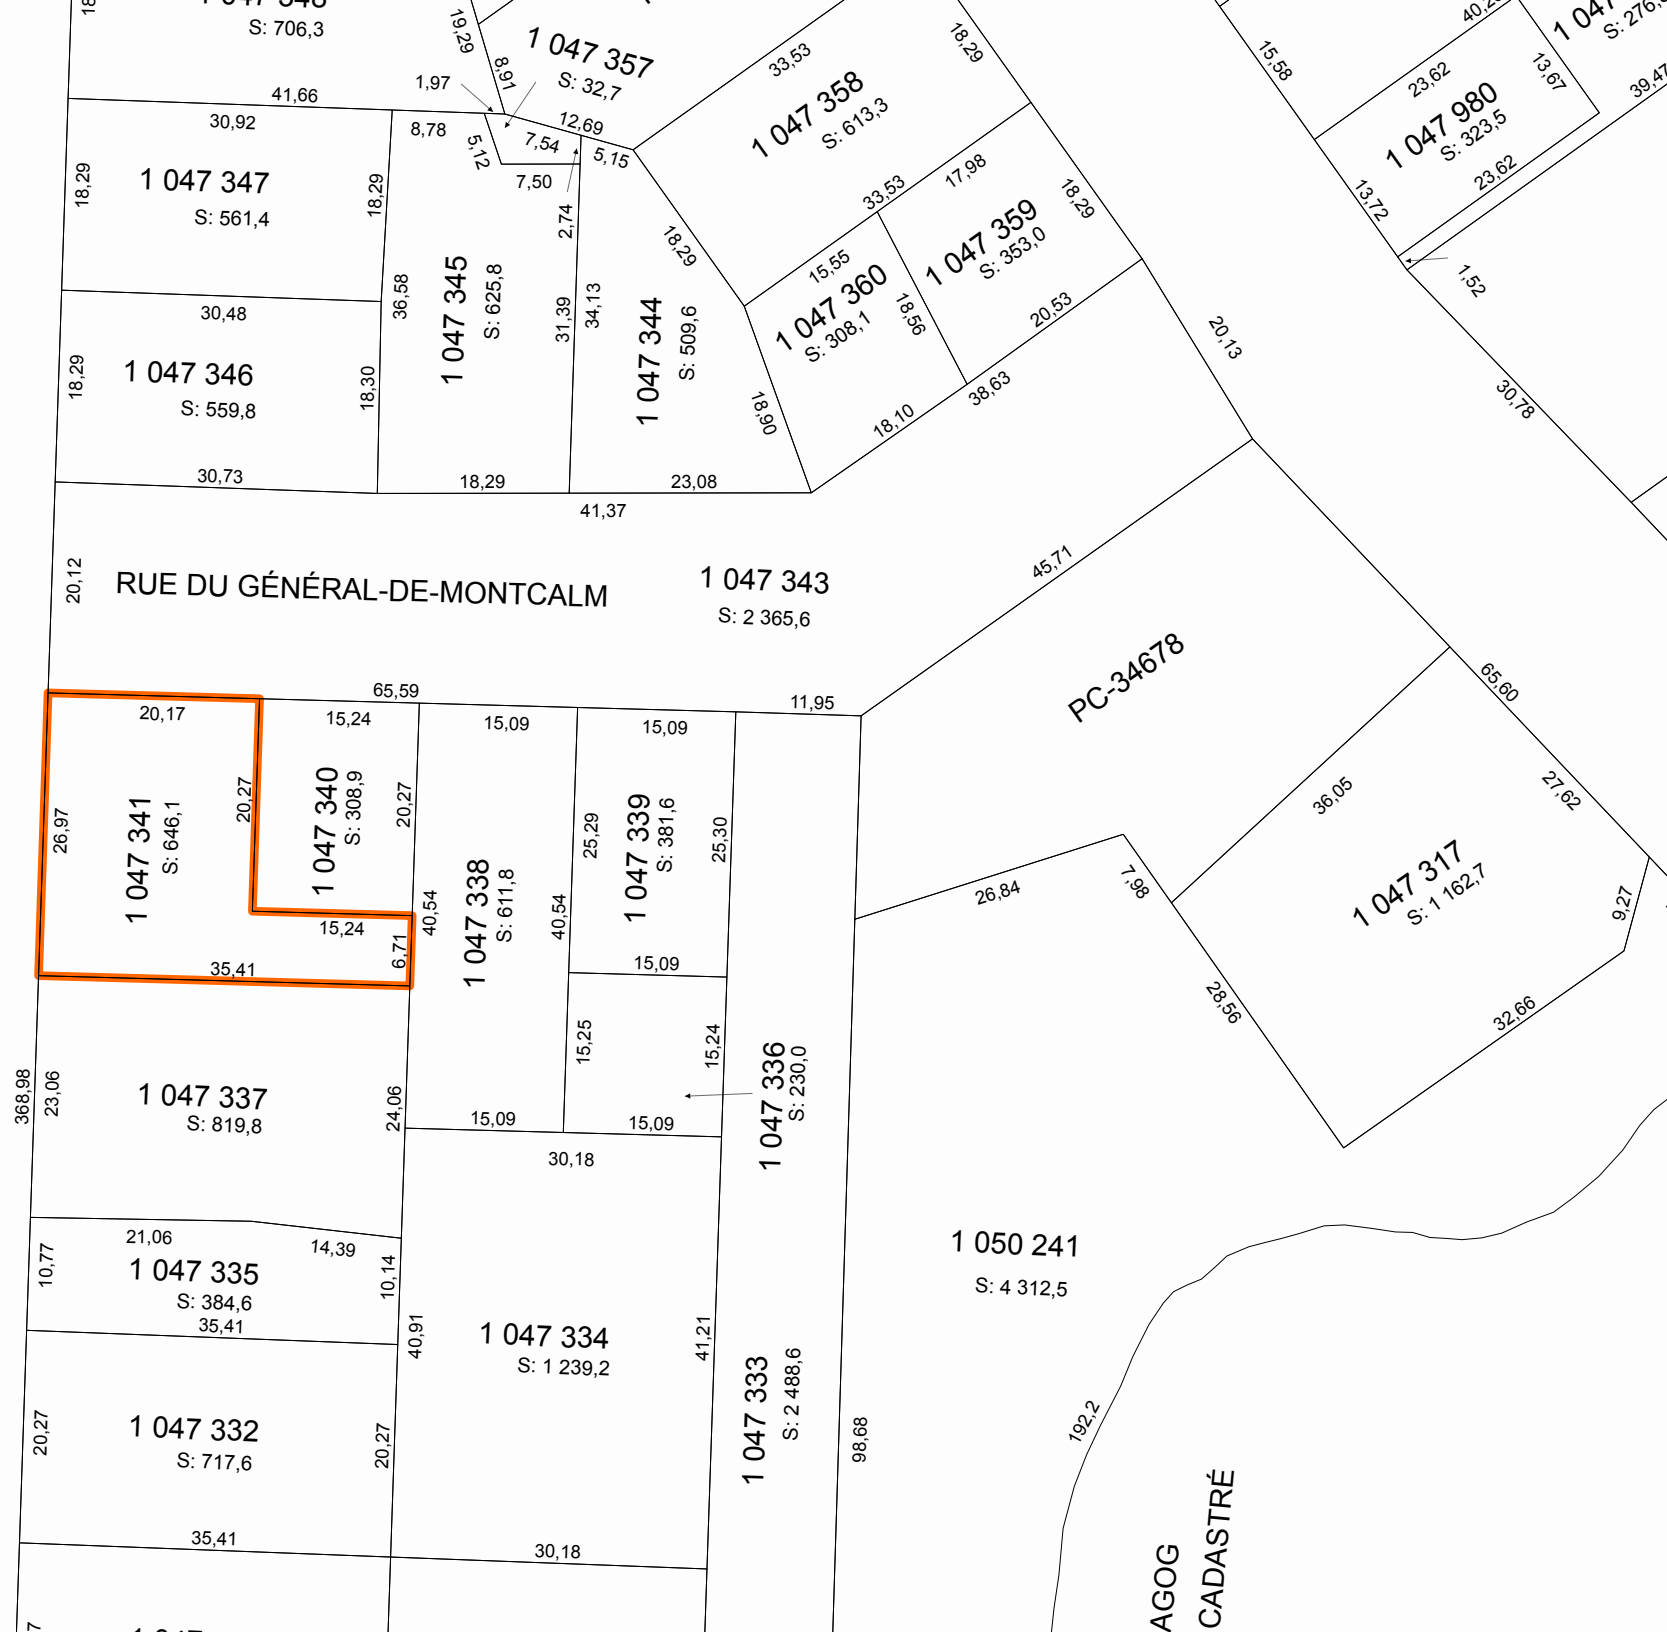 S: 706,3
19,29
8,91
1 047 357
S: 32,7
1,97
41,66
30,92
8,78
5,12
7,54
12,69
5,15
7,50
2,74
18,29
1 047 347
S: 561,4
18,29
36,58
1 047 345
S: 625,8
31,39
34,13
1 047 344
S: 509,6
30,48
18,29
1 047 346
S: 559,8
18,30
30,73
18,29
23,08
41,37
33,53
18,29
1 047 358
S: 613,3
33,53
17,98
18,29
18,29
15,55
1 047 359
S: 353,0
1 047 360
S: 308,1
18,56
20,53
18,90
18,10
38,63
20,13
15,58
23,62
13,67
1 047 980
S: 323,5
39,47
23,62
13,72
1,52
30,78
20,12
RUE DU GÉNÉRAL-DE-MONTCALM
1 047 343
S: 2 365,6
45,71
PC-34678
65,60
65,59
11,95
20,17
15,24
15,09
15,09
26,97
1 047 341
S: 646,1
20,27
1 047 340
S: 308,9
20,27
15,24
6,71
35,41
40,54
1 047 338
S: 611,8
40,54
25,29
1 047 339
S: 381,6
25,30
15,09
15,25
15,24
15,09
15,09
30,18
1 047 336
S: 230,0
26,84
7,98
36,05
27,62
1 047 317
S: 1 162,7
9,27
28,56
32,66
368,98
23,06
1 047 337
S: 819,8
24,06
21,06
14,39
10,77
1 047 335
S: 384,6
10,14
35,41
40,91
1 047 334
S: 1 239,2
41,21
1 047 333
S: 2 488,6
98,68
1 050 241
S: 4 312,5
192,2
20,27
1 047 332
S: 717,6
20,27
35,41
30,18
AGOG
CADASTRÉ